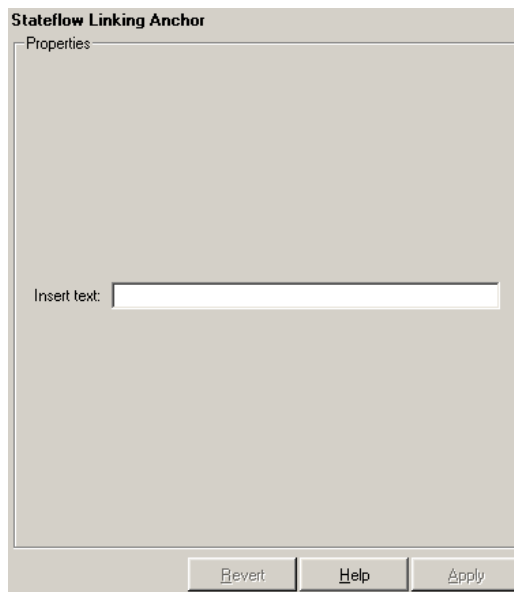 Stateflow Linking Anchor
Properties
Insert text:
Revert Help Apply